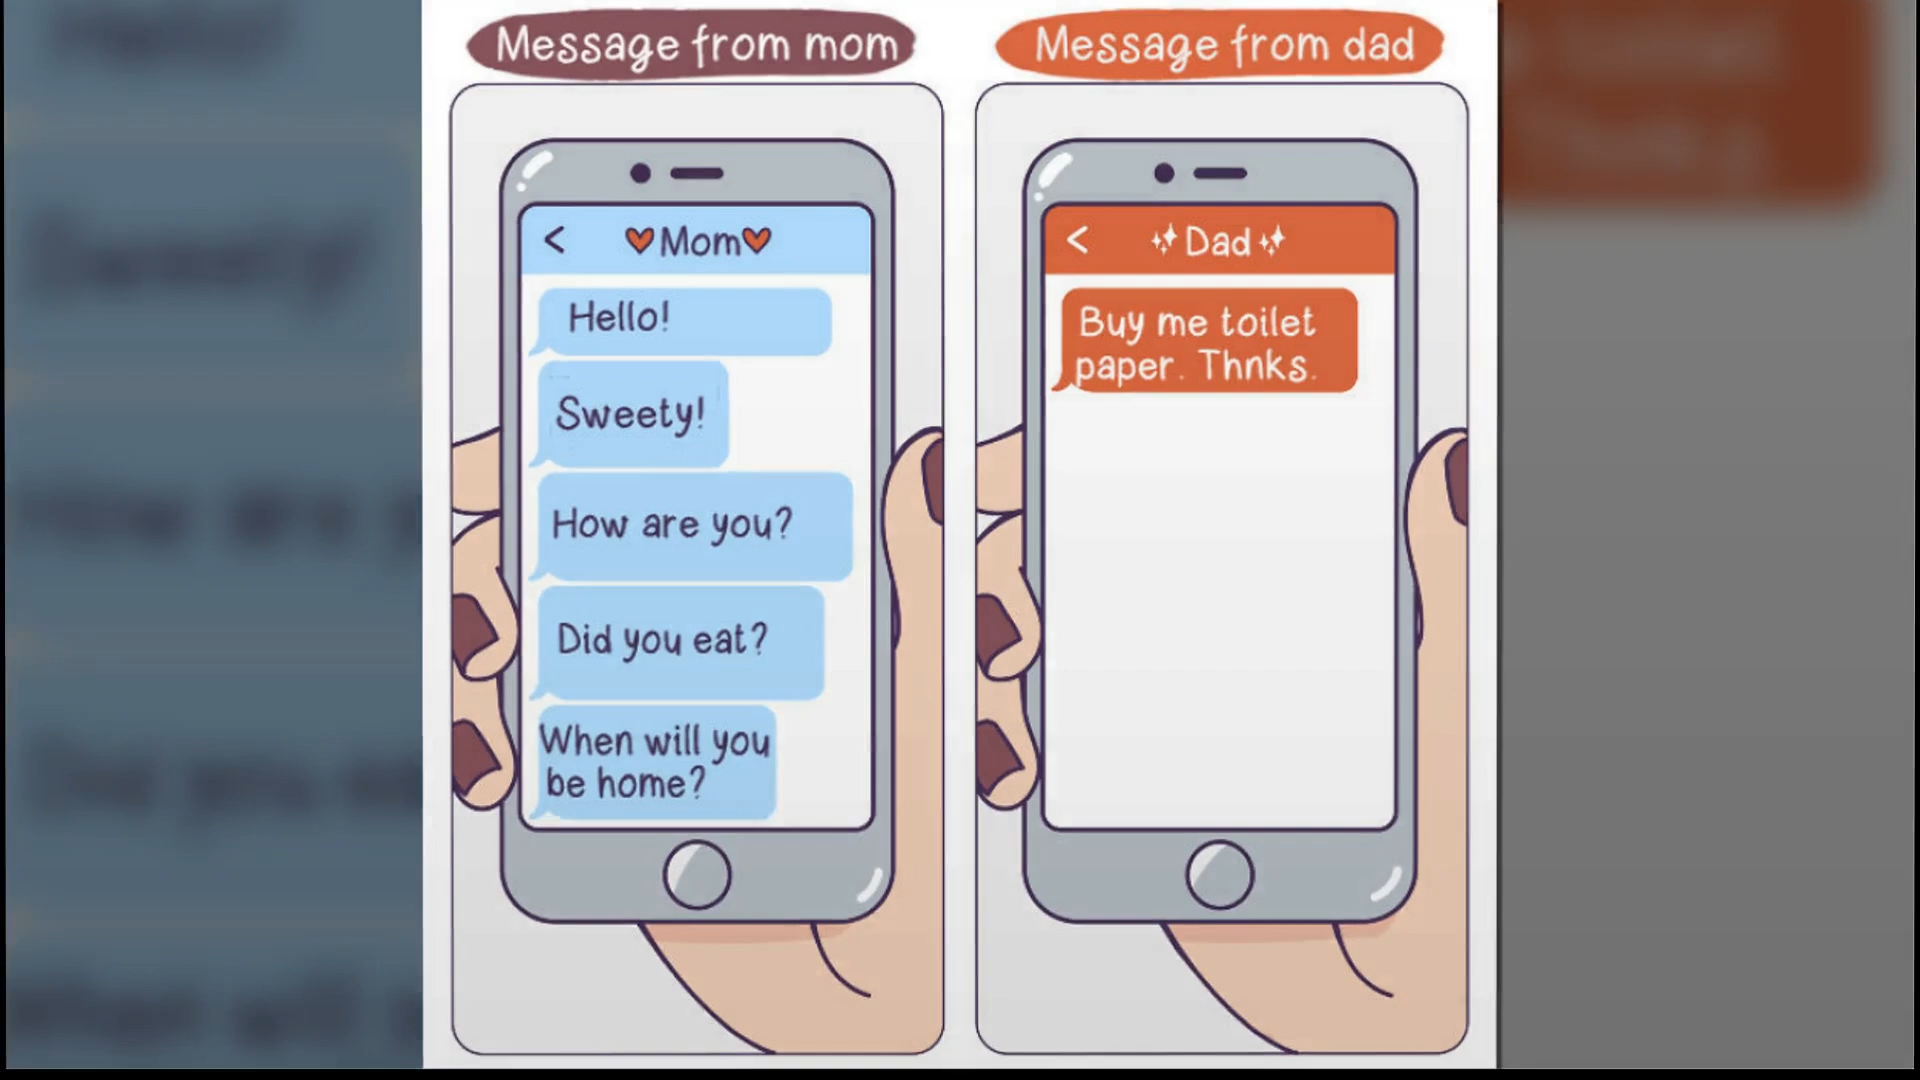 Message from mom
< ♥Mom♥
Hello!
Sweety!
How are you?
Did you eat?
When will you
be home?
Message from dad
< Dad
Buy me toilet
paper. Thnks.